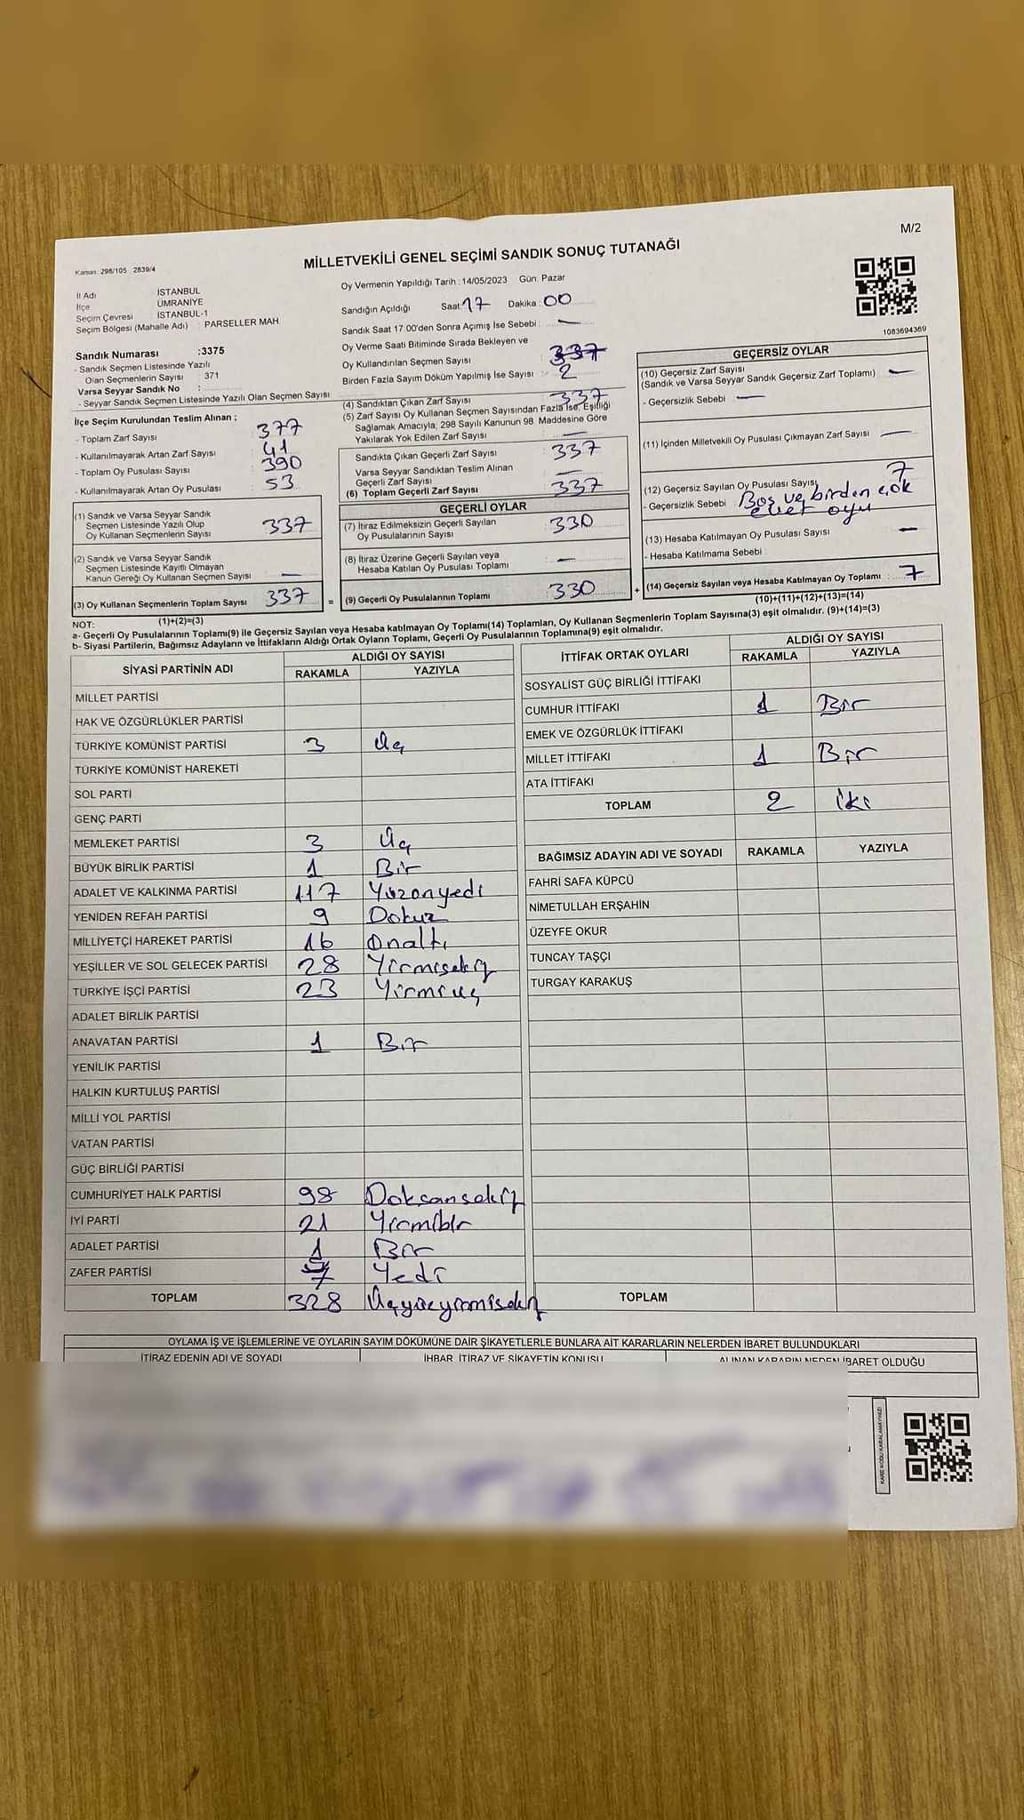 M/2
MİLLETVEKİLİ GENEL SEÇİMİ SANDIK SONUÇ TUTANAĞI
Kanun: 298/105 2839/4
İl Adı İSTANBUL
İlçe ÜMRANİYE
Seçim Çevresi İSTANBUL-1
Seçim Bölgesi (Mahalle Adı) : PARSELLER MAH.
Sandık Numarası :3375
- Sandık Seçmen Listesinde Yazılı
Olan Seçmenlerin Sayısı : 371
Varsa Seyyar Sandık No :
- Seyyar Sandık Seçmen Listesinde Yazılı Olan Seçmen Sayısı
İlçe Seçim Kurulundan Teslim Alınan ;
- Toplam Zarf Sayısı 377
- Kullanılmayarak Artan Zarf Sayısı 41
- Toplam Oy Pusulası Sayısı 390
- Kullanılmayarak Artan Oy Pusulası 53
(1) Sandık ve Varsa Seyyar Sandık
Seçmen Listesinde Yazılı Olup
Oy Kullanan Seçmenlerin Sayısı 337
(2) Sandık ve Varsa Seyyar Sandık
Seçmen Listesinde Kayıtlı Olmayan
Kanun Gereği Oy Kullanan Seçmen Sayısı —
(3) Oy Kullanan Seçmenlerin Toplam Sayısı 337
(1)+(2)=(3)
Oy Vermenin Yapıldığı Tarih : 14/05/2023 Gün: Pazar
Sandığın Açıldığı Saat: 17 Dakika : 00
Sandık Saat 17.00'den Sonra Açımış İse Sebebi : —
Oy Verme Saati Bitiminde Sırada Bekleyen ve
Oy Kullandırılan Seçmen Sayısı : 337
Birden Fazla Sayım Döküm Yapılmış İse Sayısı : 2
(4) Sandıktan Çıkan Zarf Sayısı 337
(5) Zarf Sayısı Oy Kullanan Seçmen Sayısından Fazla İse, Eşitliği
Sağlamak Amacıyla, 298 Sayılı Kanunun 98. Maddesine Göre
Yakılarak Yok Edilen Zarf Sayısı —
Sandıkta Çıkan Geçerli Zarf Sayısı 337
Varsa Seyyar Sandıktan Teslim Alınan
Geçerli Zarf Sayısı —
(6) Toplam Geçerli Zarf Sayısı 337
GEÇERLİ OYLAR
(7) İtiraz Edilmeksizin Geçerli Sayılan
Oy Pusulalarının Sayısı 330
(8) İtiraz Üzerine Geçerli Sayılan veya
Hesaba Katılan Oy Pusulası Toplamı —
= (9) Geçerli Oy Pusulalarının Toplamı 330 +
1083694369
GEÇERSİZ OYLAR
(10) Geçersiz Zarf Sayısı
(Sandık ve Varsa Seyyar Sandık Geçersiz Zarf Toplamı) —
- Geçersizlik Sebebi —
(11) İçinden Milletvekili Oy Pusulası Çıkmayan Zarf Sayısı —
(12) Geçersiz Sayılan Oy Pusulası Sayısı 7
- Geçersizlik Sebebi Boş ve birden çok
evet oyu
(13) Hesaba Katılmayan Oy Pusulası Sayısı —
- Hesaba Katılmama Sebebi
(14) Geçersiz Sayılan veya Hesaba Katılmayan Oy Toplamı : 7
(10)+(11)+(12)+(13)=(14)
NOT:
a- Geçerli Oy Pusulalarının Toplamı(9) ile Geçersiz Sayılan veya Hesaba katılmayan Oy Toplamı(14) Toplamları, Oy Kullanan Seçmenlerin Toplam Sayısına(3) eşit olmalıdır. (9)+(14)=(3)
b- Siyasi Partilerin, Bağımsız Adayların ve İttifakların Aldığı Ortak Oyların Toplamı, Geçerli Oy Pusulalarının Toplamına(9) eşit olmalıdır.
SİYASİ PARTİNİN ADI ALDIĞI OY SAYISI
RAKAMLA YAZIYLA
MİLLET PARTİSİ
HAK VE ÖZGÜRLÜKLER PARTİSİ
TÜRKİYE KOMÜNİST PARTİSİ 3 Üç
TÜRKİYE KOMÜNİST HAREKETİ
SOL PARTİ
GENÇ PARTİ
MEMLEKET PARTİSİ 3 Üç
BÜYÜK BİRLİK PARTİSİ 1 Bir
ADALET VE KALKINMA PARTİSİ 117 Yüzonyedi
YENİDEN REFAH PARTİSİ 9 Dokuz
MİLLİYETÇİ HAREKET PARTİSİ 16 Onaltı
YEŞİLLER VE SOL GELECEK PARTİSİ 28 Yirmisekiz
TÜRKİYE İŞÇİ PARTİSİ 23 Yirmiüç
ADALET BİRLİK PARTİSİ
ANAVATAN PARTİSİ 1 Bir
YENİLİK PARTİSİ
HALKIN KURTULUŞ PARTİSİ
MİLLİ YOL PARTİSİ
VATAN PARTİSİ
GÜÇ BİRLİĞİ PARTİSİ
CUMHURİYET HALK PARTİSİ 98 Doksansekiz
İYİ PARTİ 21 Yirmibir
ADALET PARTİSİ 1 Bir
ZAFER PARTİSİ 7 Yedi
TOPLAM 328 Üçyüzyirmisekiz
İTTİFAK ORTAK OYLARI ALDIĞI OY SAYISI
RAKAMLA YAZIYLA
SOSYALİST GÜÇ BİRLİĞİ İTTİFAKI
CUMHUR İTTİFAKI 1 Bir
EMEK VE ÖZGÜRLÜK İTTİFAKI
MİLLET İTTİFAKI 1 Bir
ATA İTTİFAKI
TOPLAM 2 İki
BAĞIMSIZ ADAYIN ADI VE SOYADI RAKAMLA YAZIYLA
FAHRİ SAFA KÜPCÜ
NİMETULLAH ERŞAHİN
ÜZEYFE OKUR
TUNCAY TAŞÇI
TURGAY KARAKUŞ
TOPLAM
OYLAMA İŞ VE İŞLEMLERİNE VE OYLARIN SAYIM DÖKÜMÜNE DAİR ŞİKAYETLERLE BUNLARA AİT KARARLARIN NELERDEN İBARET BULUNDUKLARI
İTİRAZ EDENİN ADI VE SOYADI İHBAR, İTİRAZ VE ŞİKAYETİN KONUSU ALINAN KARARIN NEDEN İBARET OLDUĞU